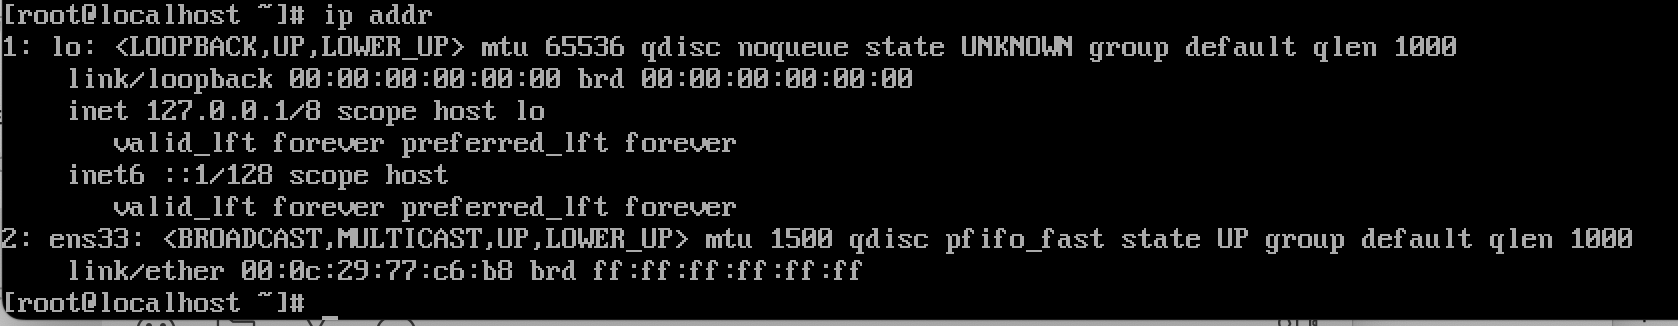 [root@localhost ~]# ip addr
1: lo: <LOOPBACK,UP,LOWER_UP> mtu 65536 qdisc noqueue state UNKNOWN group default qlen 1000
    link/loopback 00:00:00:00:00:00 brd 00:00:00:00:00:00
    inet 127.0.0.1/8 scope host lo
       valid_lft forever preferred_lft forever
    inet6 ::1/128 scope host
       valid_lft forever preferred_lft forever
2: ens33: <BROADCAST,MULTICAST,UP,LOWER_UP> mtu 1500 qdisc pfifo_fast state UP group default qlen 1000
    link/ether 00:0c:29:77:c6:b8 brd ff:ff:ff:ff:ff:ff
[root@localhost ~]# _